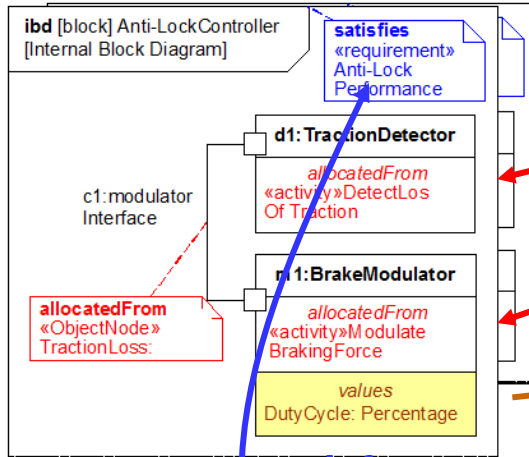 ibd [block] Anti-LockController
[Internal Block Diagram]
satisfies
«requirement»
Anti-Lock
Performance
d1:TractionDetector
allocatedFrom
«activity»DetectLos
Of Traction
c1:modulator
Interface
m1:BrakeModulator
allocatedFrom
«activity»Modulate
BrakingForce
allocatedFrom
«ObjectNode»
TractionLoss:
values
DutyCycle: Percentage